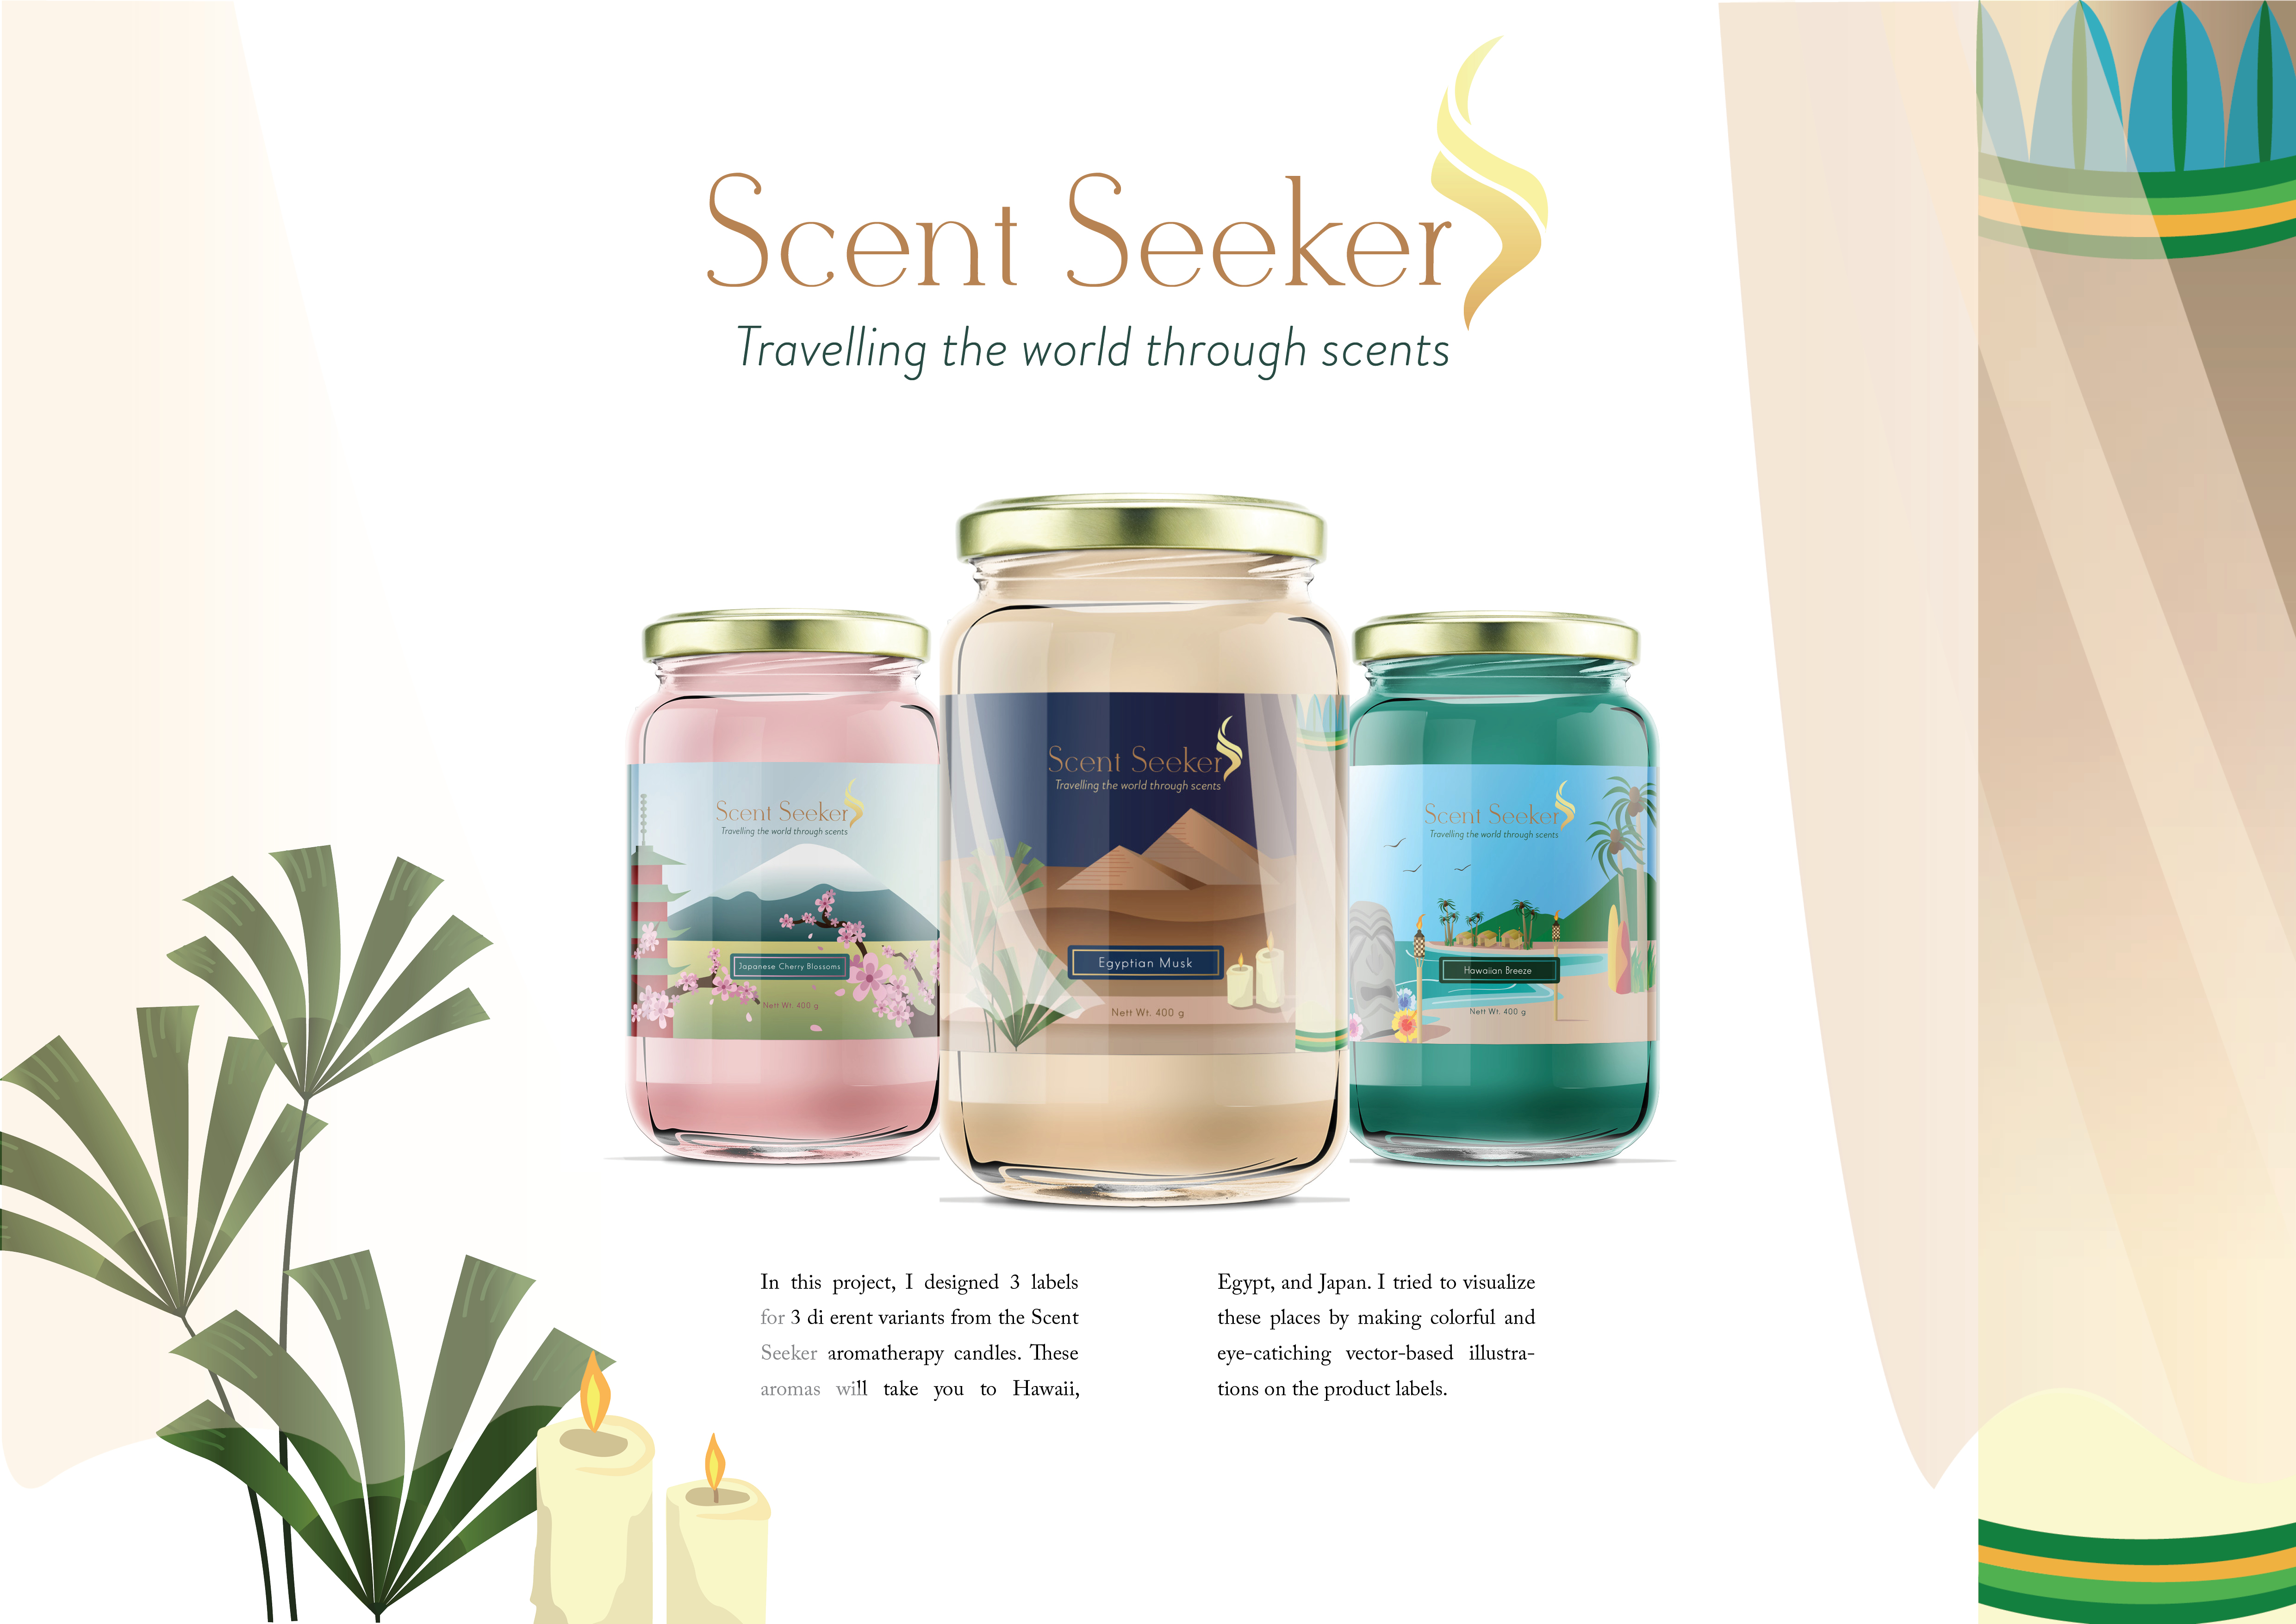 Scent Seeker
Travelling the world through scents
Scent Seeker
Travelling the world through scents
Japanese Cherry Blossoms
Nett Wt. 400 g
Scent Seeker
Travelling the world through scents
Egyptian Musk
Nett Wt. 400 g
Scent Seeker
Travelling the world through scents
Hawaiian Breeze
Nett Wt. 400 g
In this project, I designed 3 labels
for 3 di erent variants from the Scent
Seeker aromatherapy candles. These
aromas will take you to Hawaii,
Egypt, and Japan. I tried to visualize
these places by making colorful and
eye-catiching vector-based illustra-
tions on the product labels.